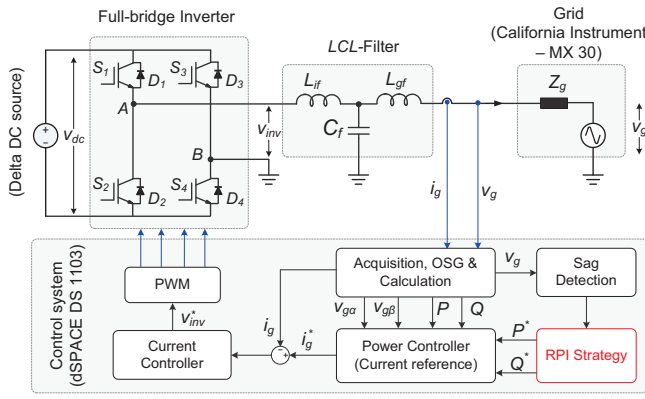 Full-bridge Inverter
Grid
(California Instrument
– MX 30)
LCL-Filter
S1
D1
S3
D3
Lif
Lgf
Zg
A
(Delta DC source)
vdc
vinv
Cf
vg
B
S2
D2
S4
D4
ig
vg
Control system
(dSPACE DS 1103)
PWM
Acquisition, OSG &
Calculation
vg
Sag
Detection
v*inv
ig
vgα
vgβ
P
Q
Current
Controller
i*g
Power Controller
(Current reference)
P*
Q*
RPI Strategy